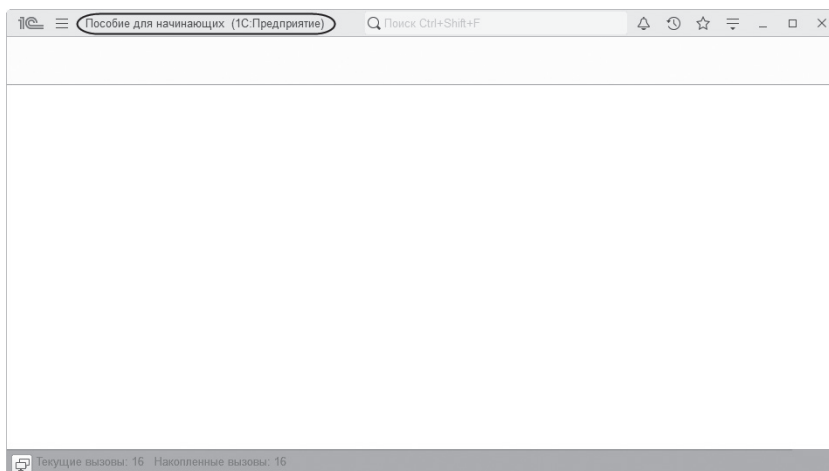 1С Пособие для начинающих (1С:Предприятие) Поиск Ctrl+Shift+F
Текущие вызовы: 16 Накопленные вызовы: 16